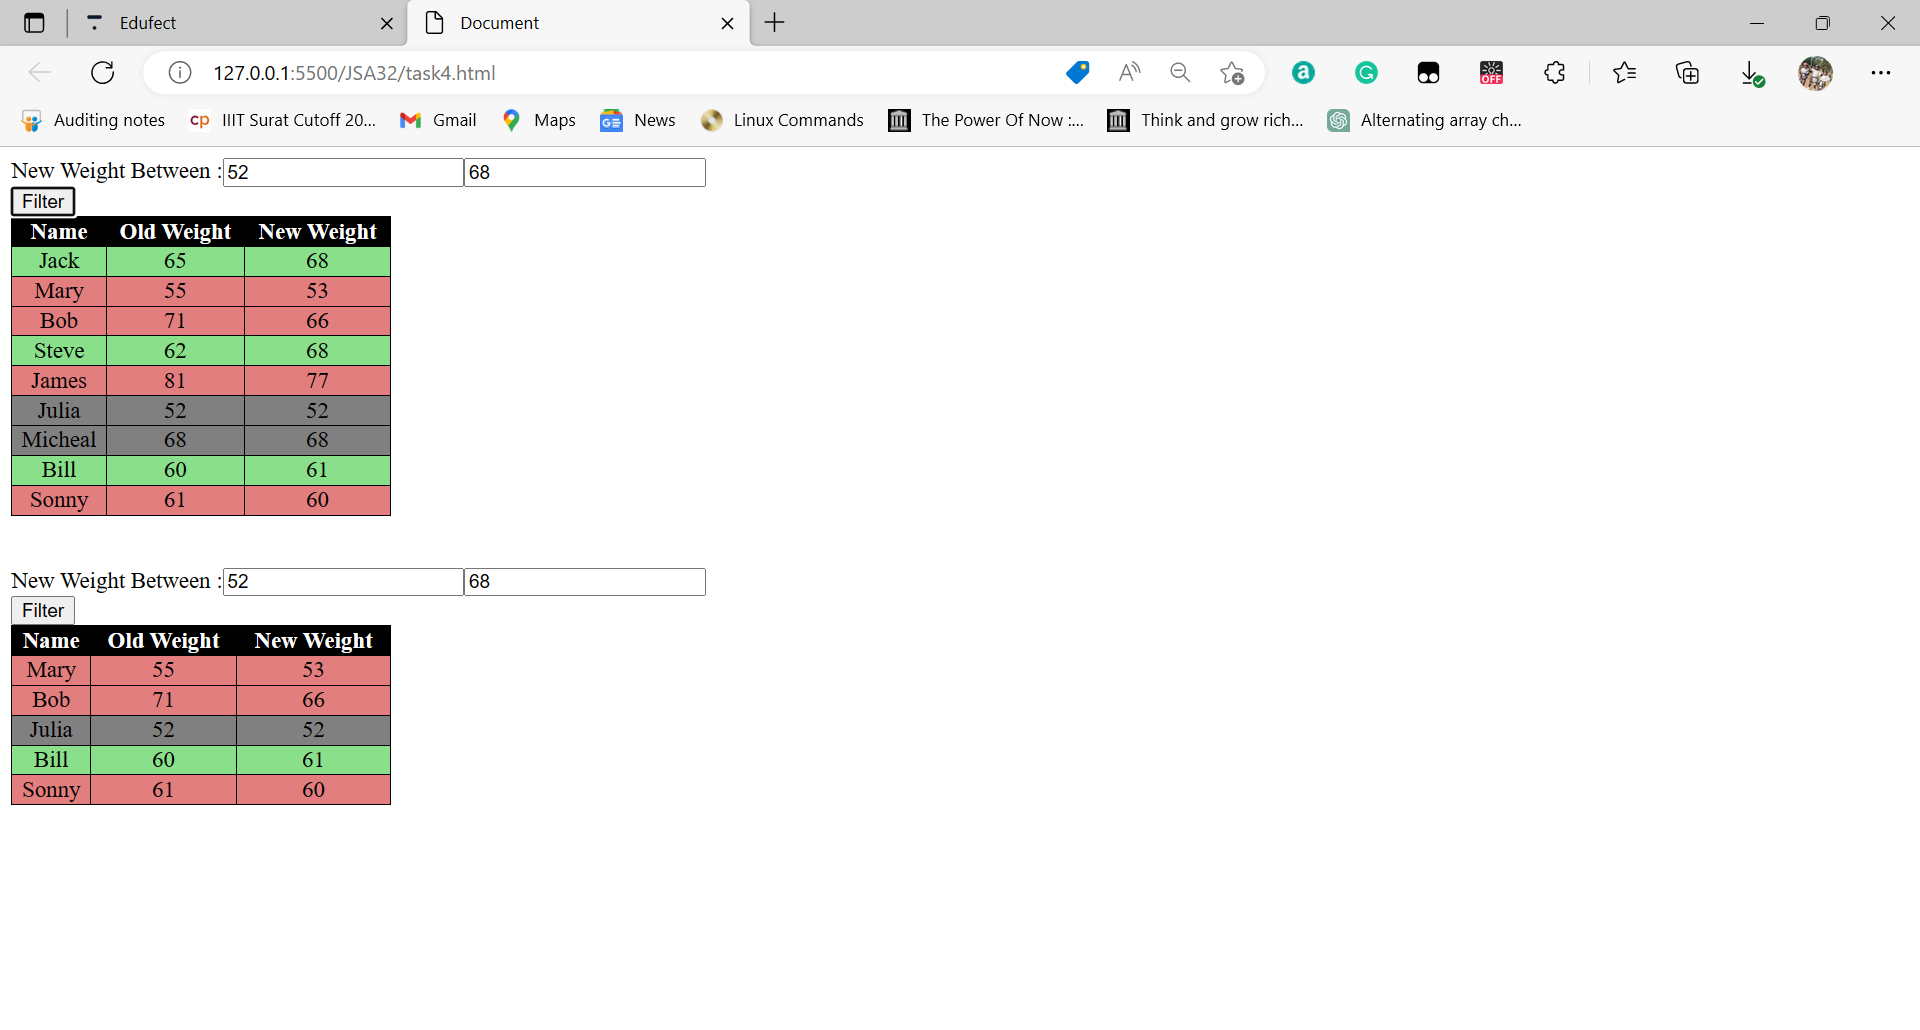 Edufect
Document
127.0.0.1:5500/JSA32/task4.html
OFF
Auditing notes
cp IIIT Surat Cutoff 20...
Gmail
Maps
News
Linux Commands
The Power Of Now :...
Think and grow rich...
Alternating array ch...
New Weight Between : 52 68
Filter
Name Old Weight New Weight
Jack 65 68
Mary 55 53
Bob 71 66
Steve 62 68
James 81 77
Julia 52 52
Micheal 68 68
Bill 60 61
Sonny 61 60
New Weight Between : 52 68
Filter
Name Old Weight New Weight
Mary 55 53
Bob 71 66
Julia 52 52
Bill 60 61
Sonny 61 60